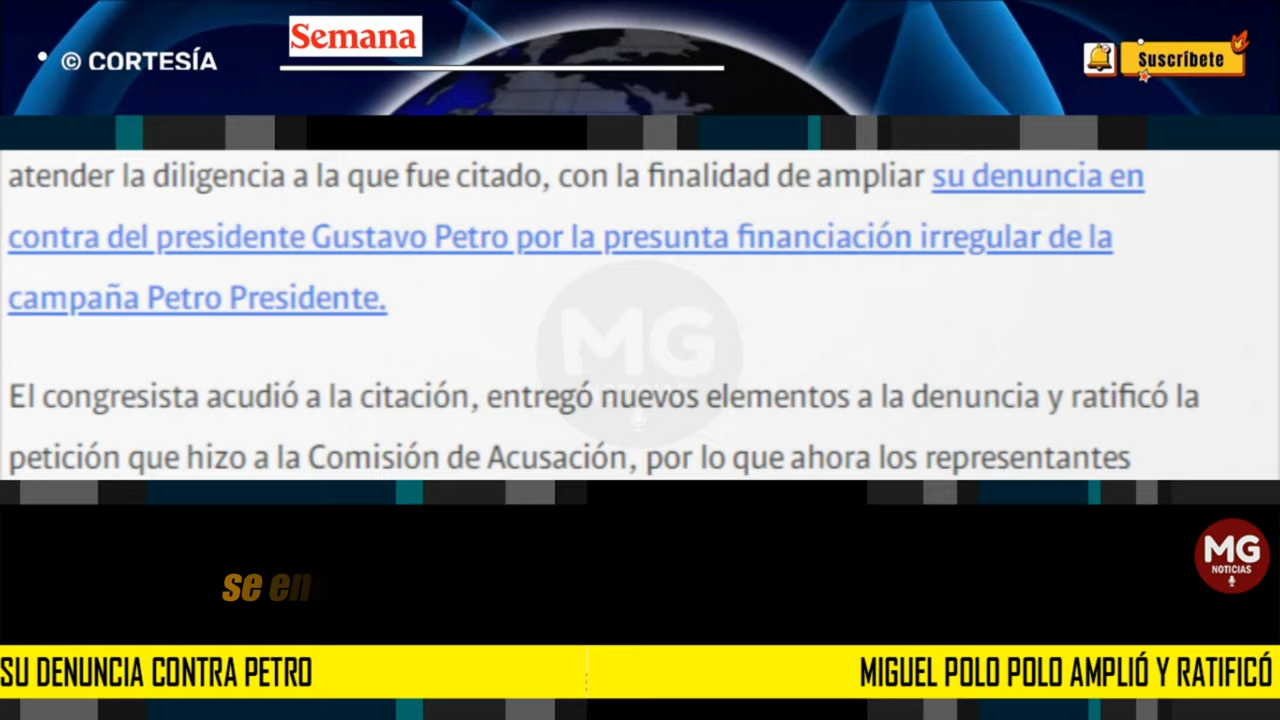 Semana
© CORTESÍA
Suscríbete
atender la diligencia a la que fue citado, con la finalidad de ampliar su denuncia en
contra del presidente Gustavo Petro por la presunta financiación irregular de la
campaña Petro Presidente.
MG
NOTICIAS
El congresista acudió a la citación, entregó nuevos elementos a la denuncia y ratificó la
petición que hizo a la Comisión de Acusación, por lo que ahora los representantes
MG
NOTICIAS
se en
SU DENUNCIA CONTRA PETRO
MIGUEL POLO POLO AMPLIÓ Y RATIFICÓ